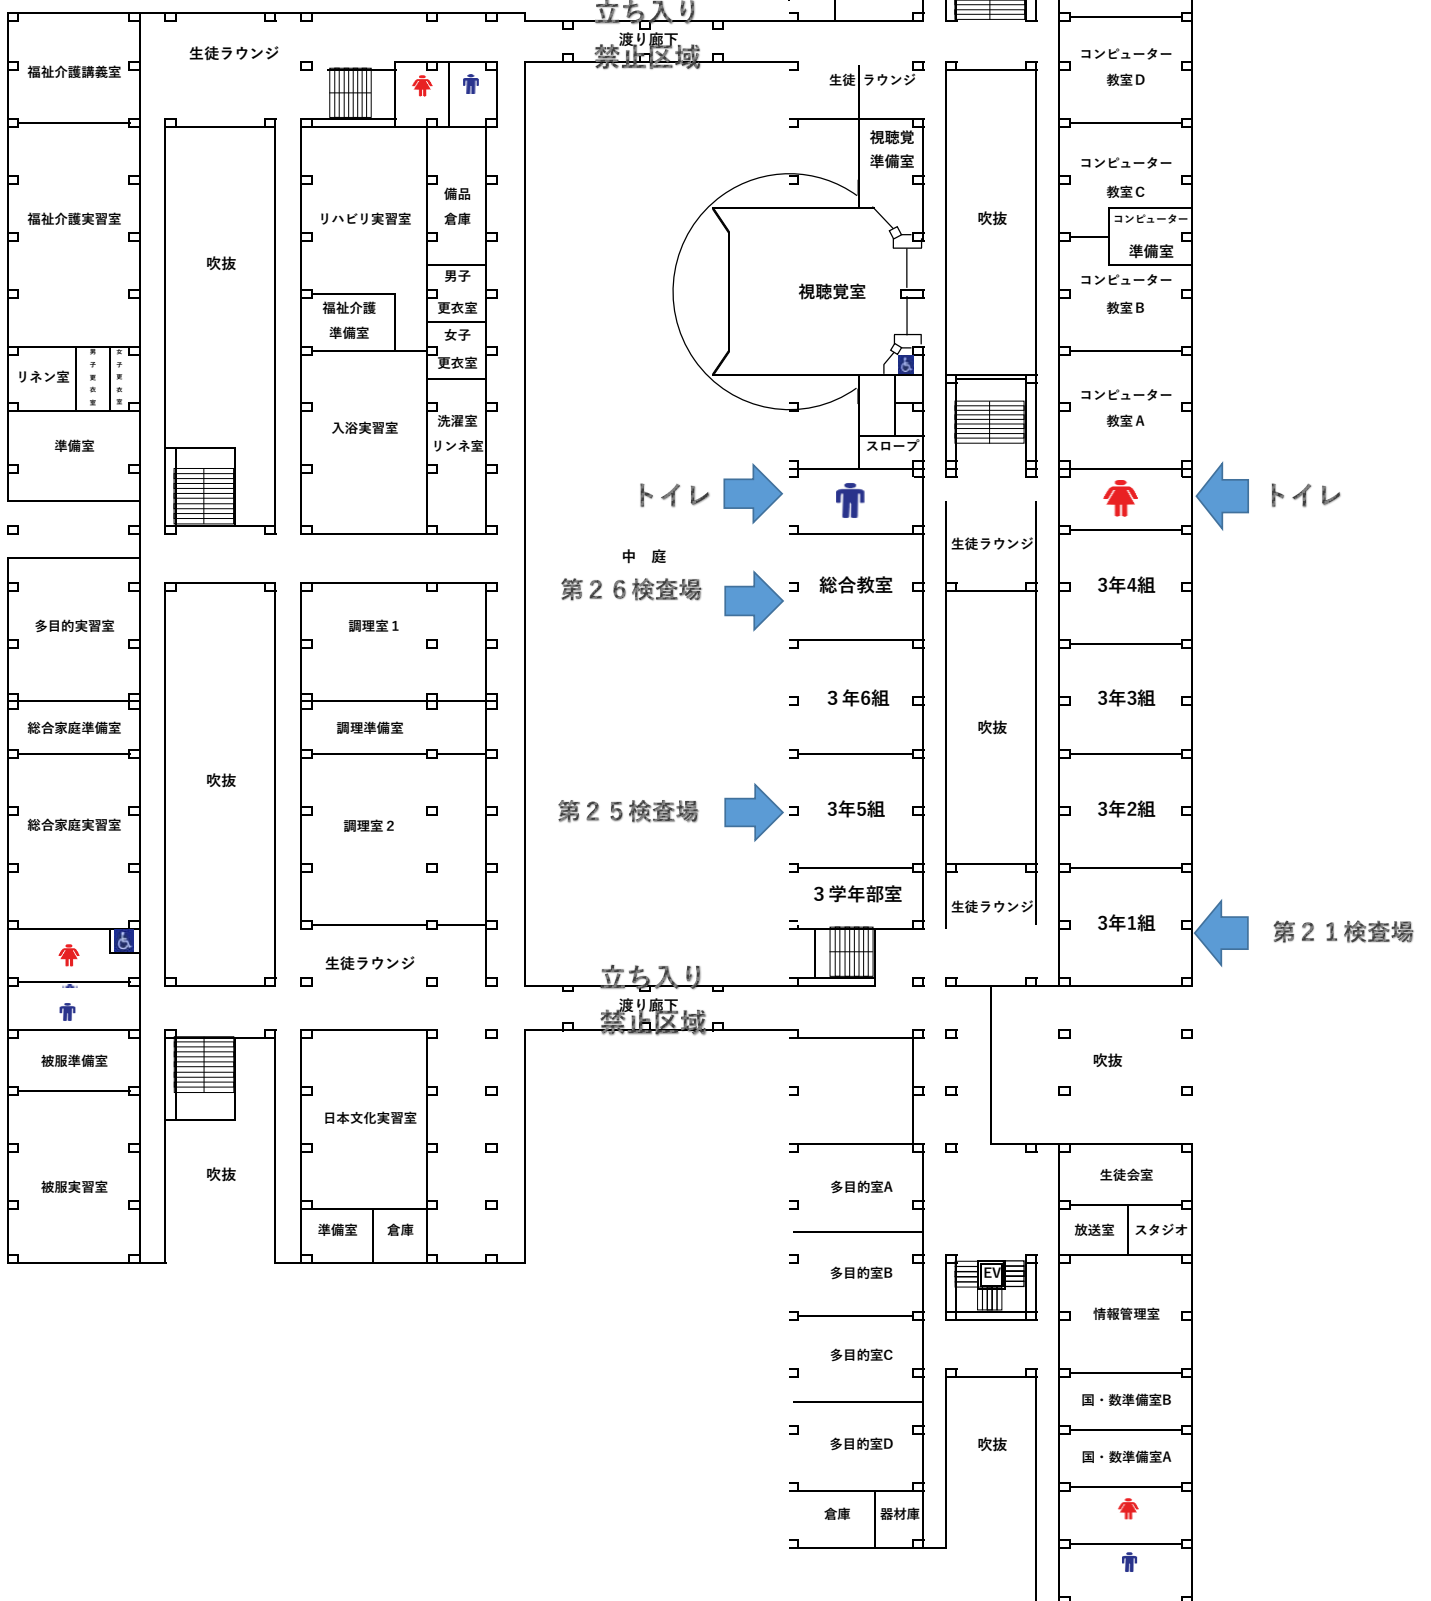 立ち入り
渡り廊下
禁止区域
福祉介護講義室
生徒ラウンジ
生徒 ラウンジ
コンピューター
教室D
視聴覚
準備室
コンピューター
教室C
コンピューター
準備室
福祉介護実習室
吹抜
リハビリ実習室
備品
倉庫
吹抜
男子
更衣室
福祉介護
準備室
女子
更衣室
視聴覚室
コンピューター
教室B
リネン室
男子更衣室
女子更衣室
準備室
入浴実習室
洗濯室
リンネ室
スロープ
コンピューター
教室A
トイレ
トイレ
中 庭
生徒ラウンジ
第26検査場
総合教室
3年4組
多目的実習室
吹抜
調理室1
総合家庭準備室
調理準備室
3年6組
吹抜
3年3組
総合家庭実習室
調理室2
第25検査場
3年5組
3年2組
3学年部室
生徒ラウンジ
3年1組
第21検査場
生徒ラウンジ
立ち入り
渡り廊下
禁止区域
被服準備室
吹抜
日本文化実習室
吹抜
被服実習室
準備室
倉庫
多目的室A
生徒会室
放送室
スタジオ
多目的室B
EV
情報管理室
多目的室C
国・数準備室B
多目的室D
吹抜
国・数準備室A
倉庫
器材庫